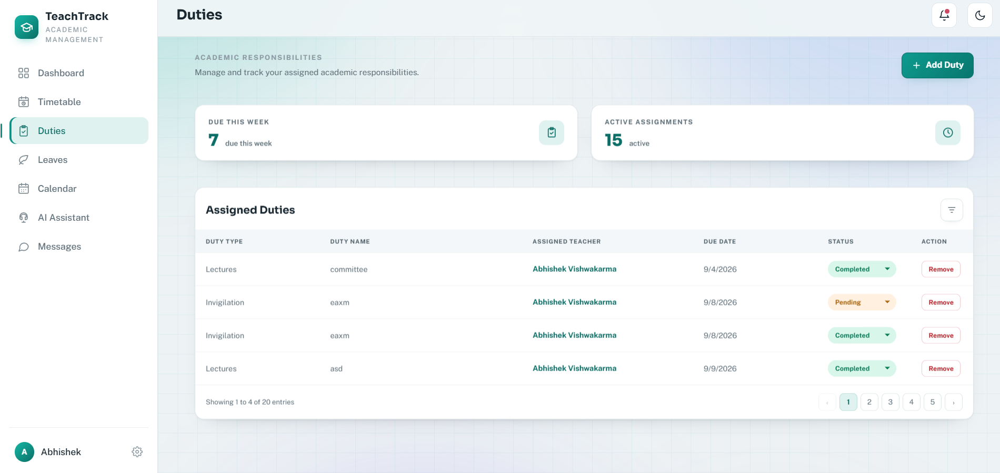 TeachTrack
ACADEMIC
MANAGEMENT
Dashboard
Timetable
Duties
Leaves
Calendar
AI Assistant
Messages
A Abhishek
Duties
ACADEMIC RESPONSIBILITIES
Manage and track your assigned academic responsibilities.
+ Add Duty
DUE THIS WEEK
7 due this week
ACTIVE ASSIGNMENTS
15 active
Assigned Duties
DUTY TYPE DUTY NAME ASSIGNED TEACHER DUE DATE STATUS ACTION
Lectures committee Abhishek Vishwakarma 9/4/2026 Completed Remove
Invigilation eaxm Abhishek Vishwakarma 9/8/2026 Pending Remove
Invigilation eaxm Abhishek Vishwakarma 9/8/2026 Completed Remove
Lectures asd Abhishek Vishwakarma 9/9/2026 Completed Remove
Showing 1 to 4 of 20 entries ‹ 1 2 3 4 5 ›